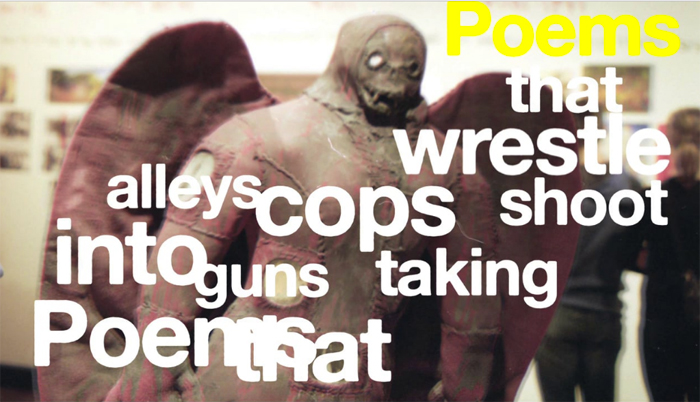 Poems
that
wrestle
alleys cops shoot
into guns taking
Poems that